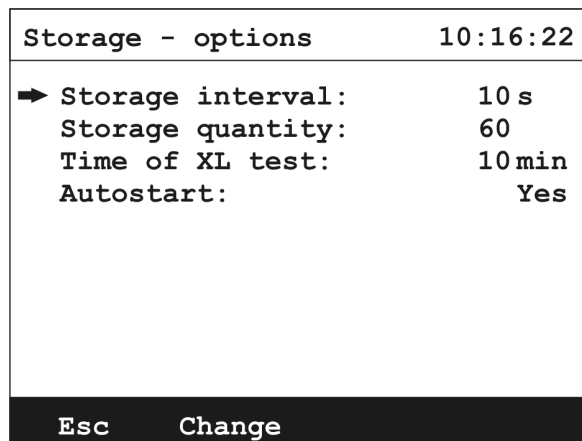 Storage - options 10:16:22
Storage interval: 10 s
Storage quantity: 60
Time of XL test: 10 min
Autostart: Yes
Esc Change